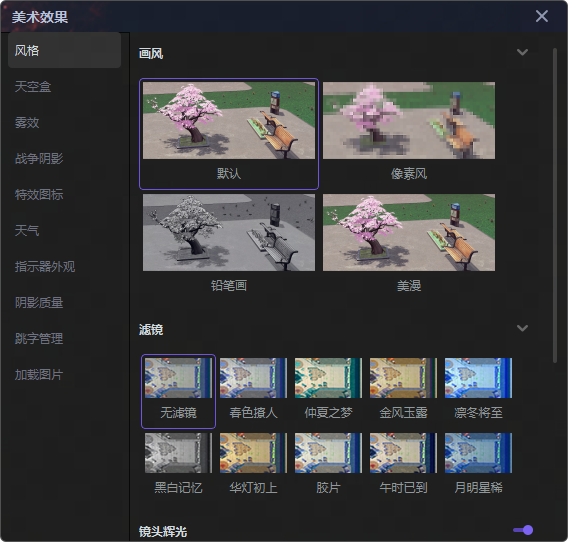 美术效果
风格
天空盒
雾效
战争阴影
特效图标
天气
指示器外观
阴影质量
跳字管理
加载图片
画风
默认
像素风
铅笔画
美漫
滤镜
无滤镜
春色撩人
仲夏之梦
金风玉露
凛冬将至
黑白记忆
华灯初上
胶片
午时已到
月明星稀
镜头辉光